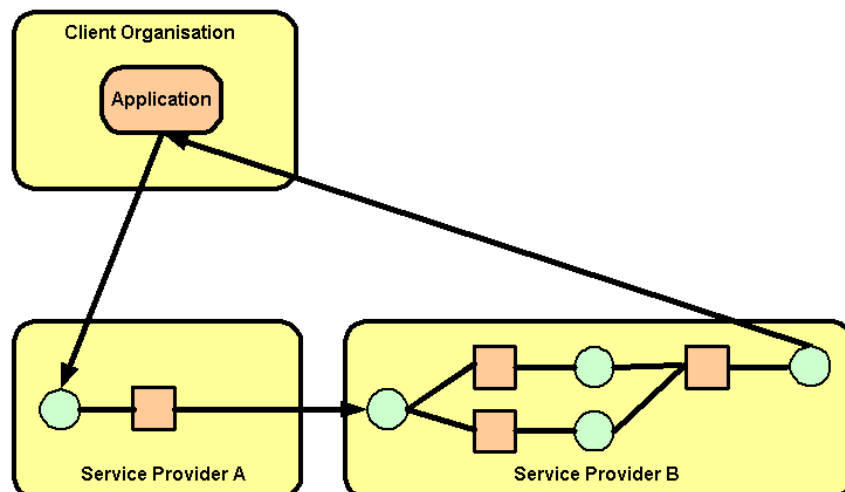 Client Organisation
Application
Service Provider A
Service Provider B